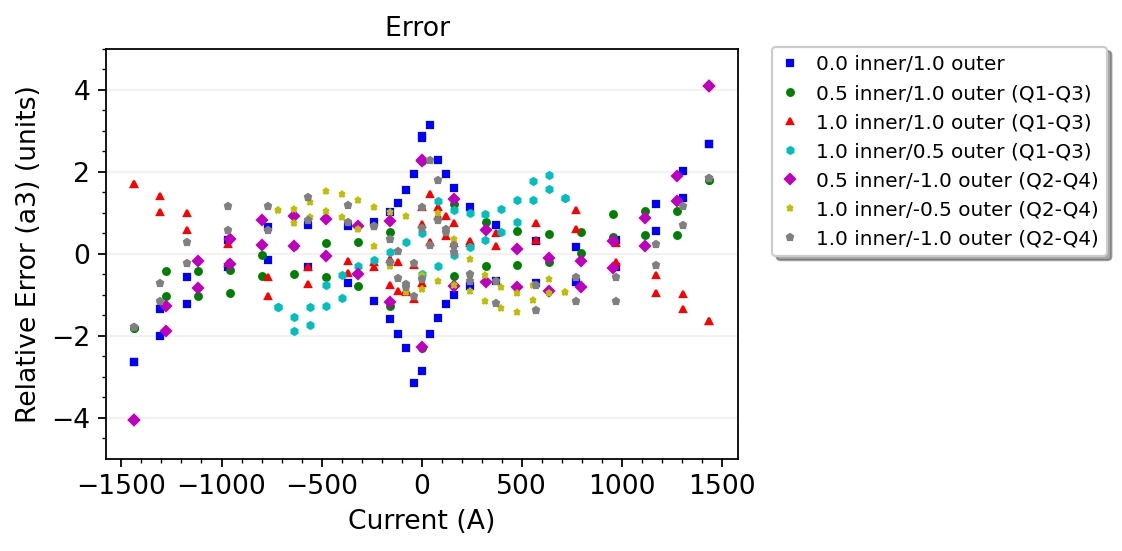 Error
Relative Error (a3) (units)
4
2
0
−2
−4
−1500 −1000 −500 0 500 1000 1500
Current (A)
0.0 inner/1.0 outer
0.5 inner/1.0 outer (Q1-Q3)
1.0 inner/1.0 outer (Q1-Q3)
1.0 inner/0.5 outer (Q1-Q3)
0.5 inner/-1.0 outer (Q2-Q4)
1.0 inner/-0.5 outer (Q2-Q4)
1.0 inner/-1.0 outer (Q2-Q4)